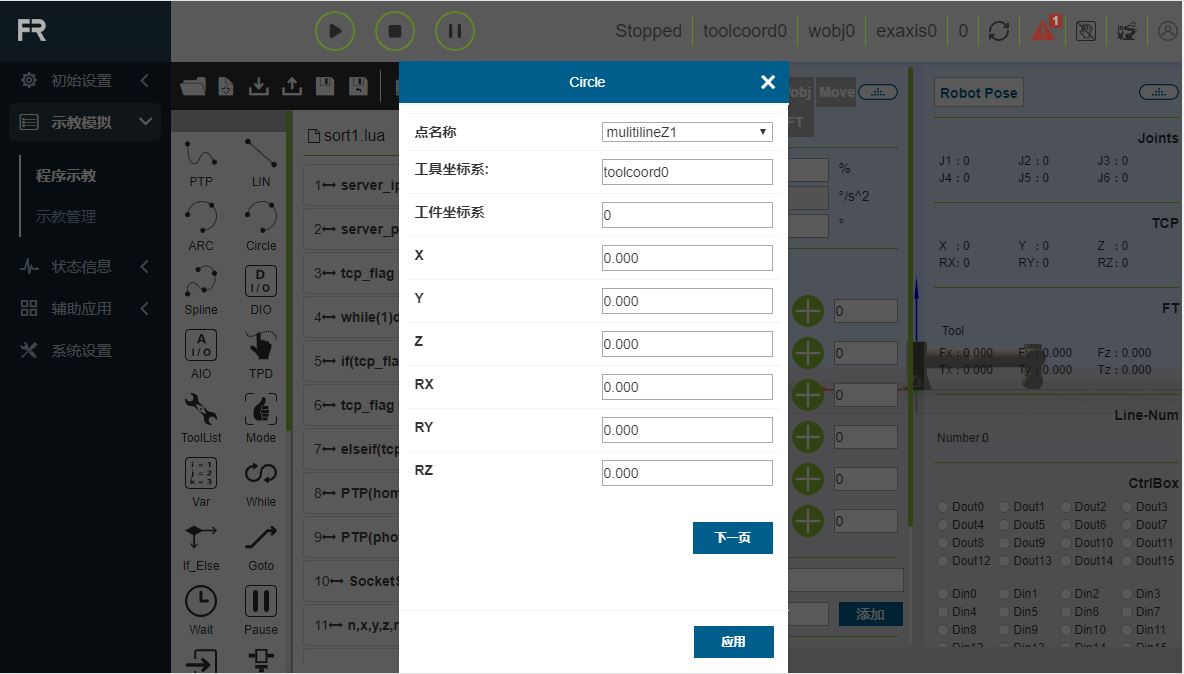 FR
Stopped toolcoord0 wobj0 exaxis0 0 1
初始设置
示教模拟
程序示教
示教管理
状态信息
辅助应用
系统设置
PTP LIN
ARC Circle
D I/O
Spline DIO
A I/O
AIO TPD
ToolList Mode
i = 1
j = 2
k = 3
Var While
If_Else Goto
Wait Pause
sort1.lua
1 server_ip
2 server_p
3 tcp_flag
4 while(1)d
5 if(tcp_fla
6 tcp_flag
7 elseif(tcp
8 PTP(hom
9 PTP(pho
10 SocketS
11 n,x,y,z,r
Circle
点名称 mulitilineZ1
工具坐标系: toolcoord0
工件坐标系 0
X 0.000
Y 0.000
Z 0.000
RX 0.000
RY 0.000
RZ 0.000
下一页
应用
obj Move
FT
%
°/s^2
°
0
0
0
0
0
0
添加
Robot Pose
Joints
J1 : 0 J2 : 0 J3 : 0
J4 : 0 J5 : 0 J6 : 0
TCP
X : 0 Y : 0 Z : 0
RX: 0 RY: 0 RZ: 0
FT
Tool
Fx : 0.000 Fy : 0.000 Fz : 0.000
Tx : 0.000 Ty : 0.000 Tz : 0.000
Line-Num
Number:0
CtrlBox
Dout0 Dout1 Dout2 Dout3
Dout4 Dout5 Dout6 Dout7
Dout8 Dout9 Dout10 Dout11
Dout12 Dout13 Dout14 Dout15
Din0 Din1 Din2 Din3
Din4 Din5 Din6 Din7
Din8 Din9 Din10 Din11
Din12 Din13 Din14 Din15